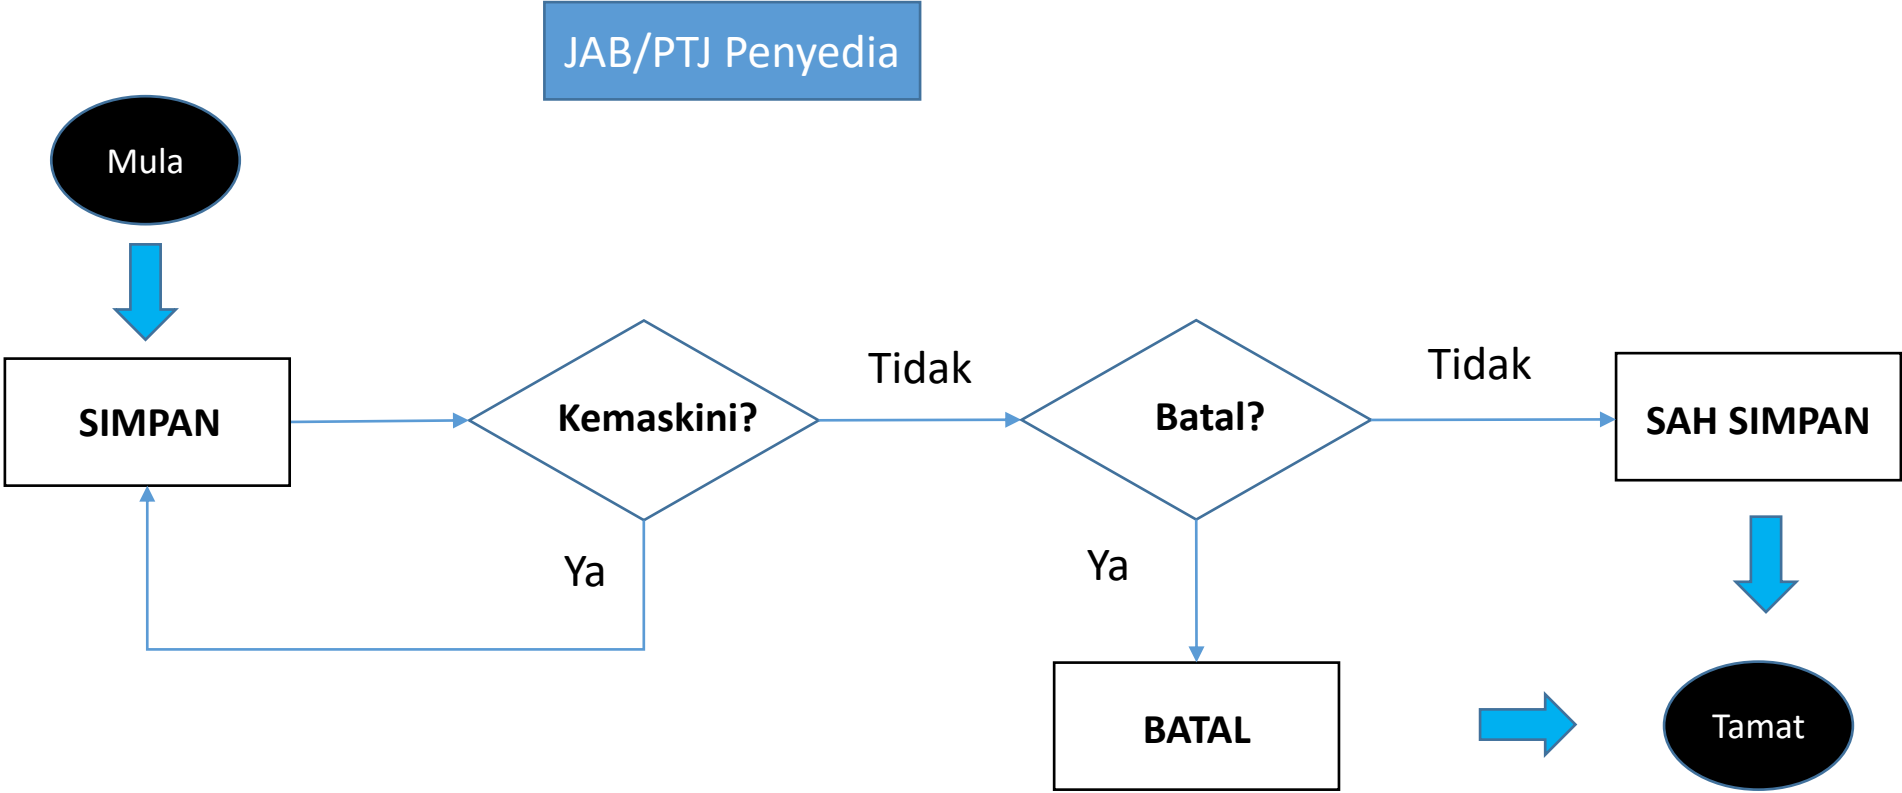 JAB/PTJ Penyedia
Mula
SIMPAN
Kemaskini?
Tidak
Batal?
Tidak
SAH SIMPAN
Ya
Ya
BATAL
Tamat